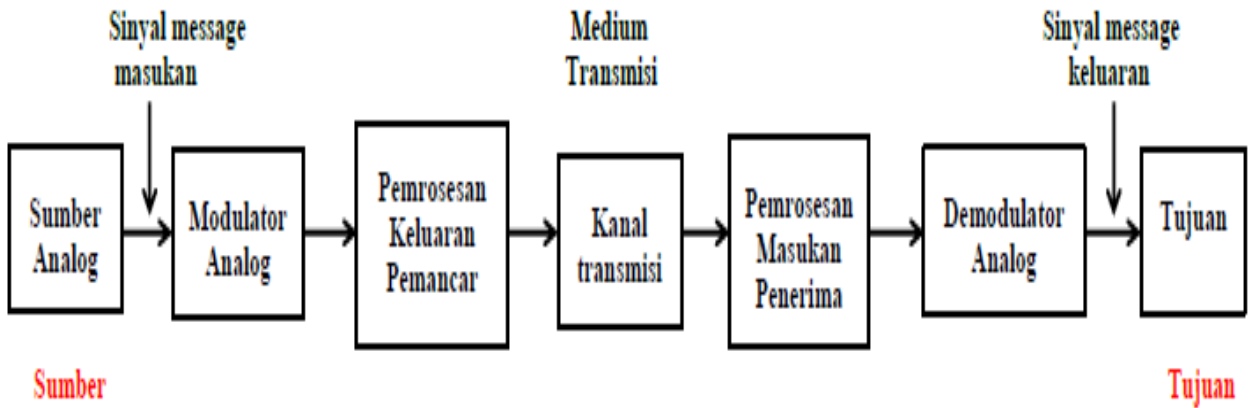 Sinyal message
masukan
Medium
Transmisi
Sinyal message
keluaran
Sumber
Analog
Modulator
Analog
Pemrosesan
Keluaran
Pemancar
Kanal
transmisi
Pemrosesan
Masukan
Penerima
Demodulator
Analog
Tujuan
Sumber
Tujuan